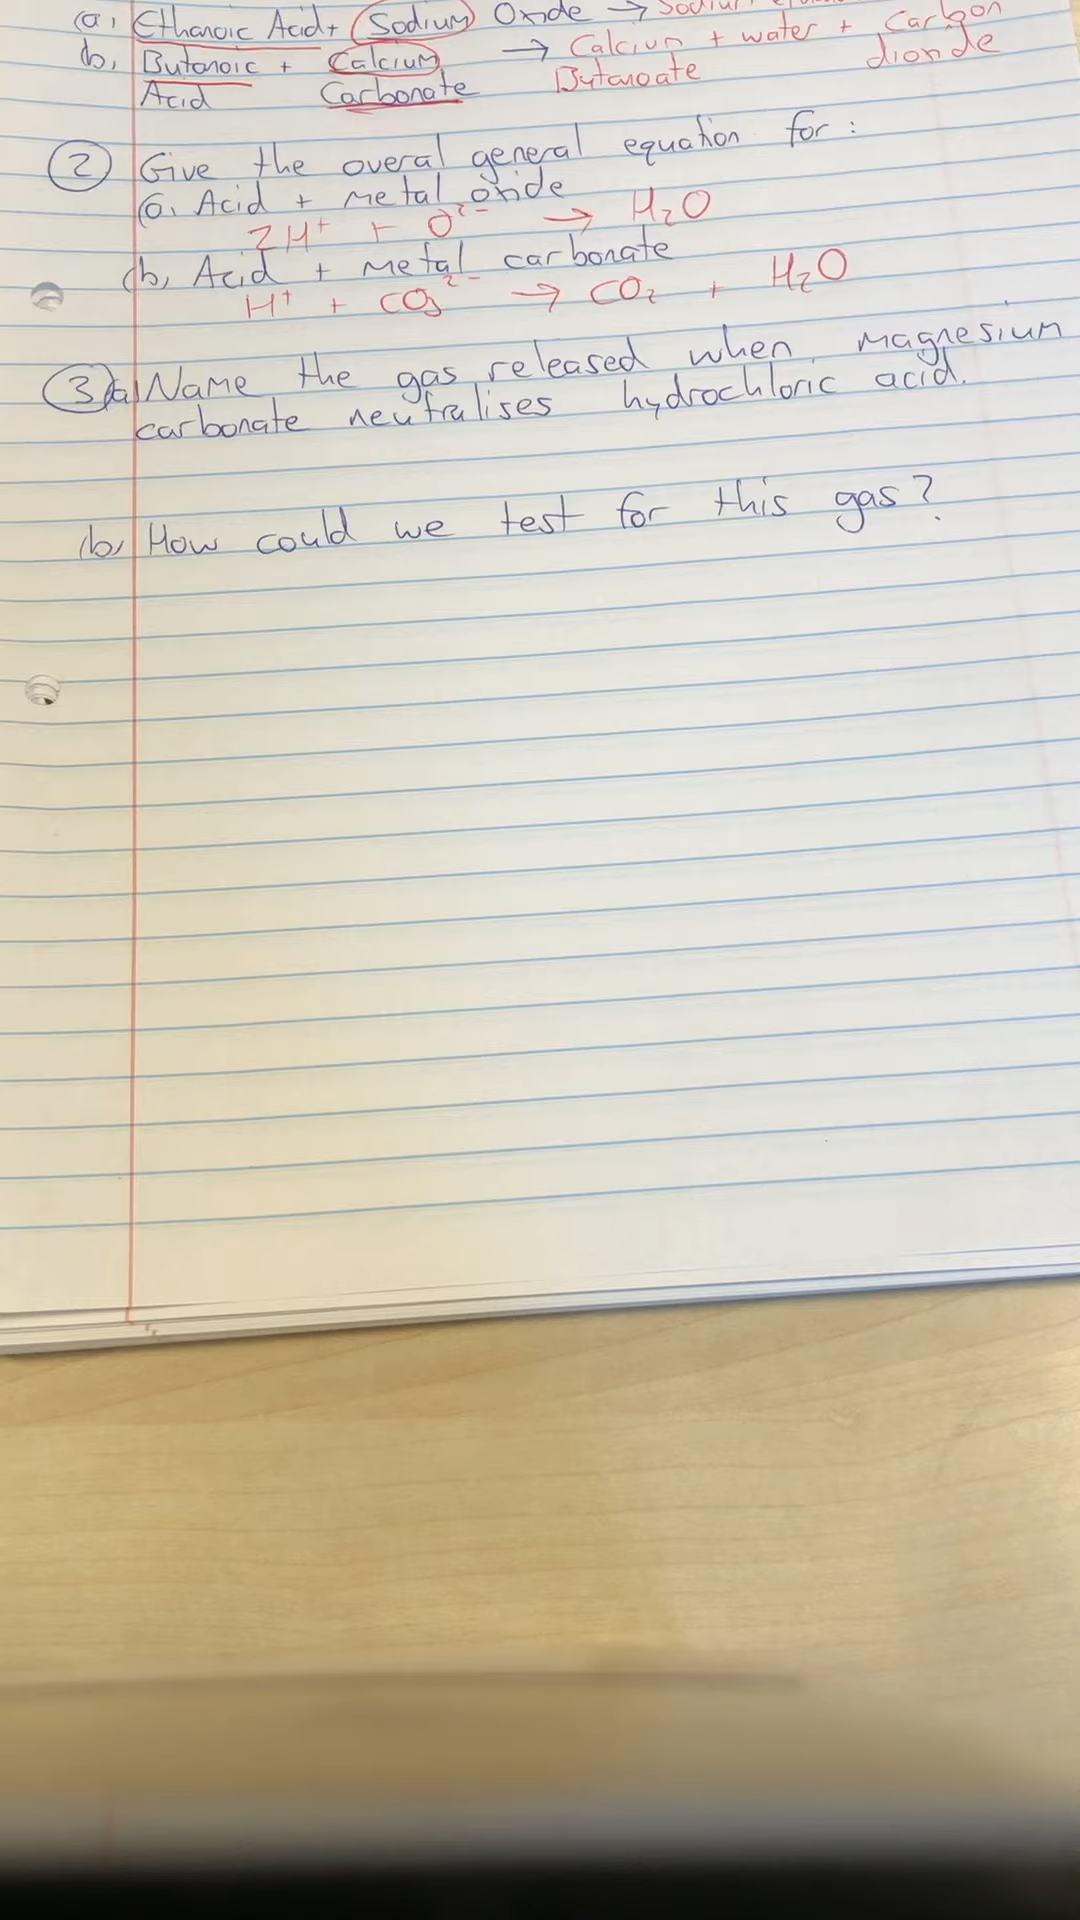 (a) Ethanoic Acid + Sodium Oxide → Sodium
(b) Butanoic + Calcium → Calcium + water + Carbon
Acid Carbonate Butanoate dioxide
2 Give the overal general equation for :
(a) Acid + Metal oxide
2H⁺ + O²⁻ → H₂O
(b) Acid + Metal carbonate
H⁺ + CO₃²⁻ → CO₂ + H₂O
3 (a) Name the gas released when magnesium
carbonate neutralises hydrochloric acid.
(b) How could we test for this gas?